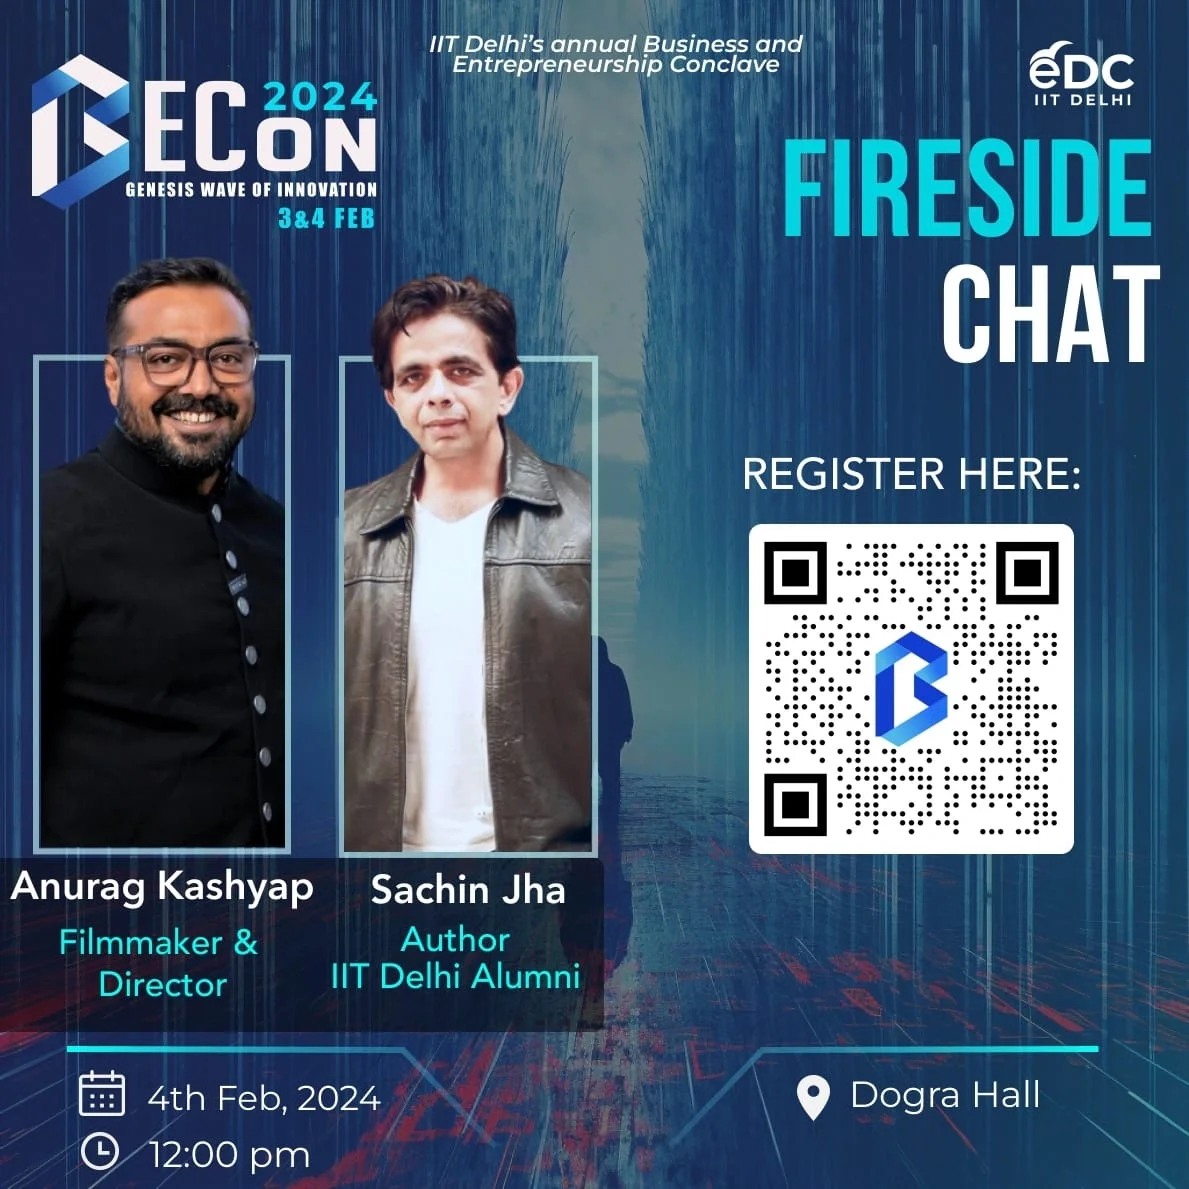 IIT Delhi's annual Business and
Entrepreneurship Conclave
BECON 2024
GENESIS WAVE OF INNOVATION
3&4 FEB
eDC
IIT DELHI
FIRESIDE
CHAT
REGISTER HERE:
Anurag Kashyap
Filmmaker &
Director
Sachin Jha
Author
IIT Delhi Alumni
4th Feb, 2024
12:00 pm
Dogra Hall